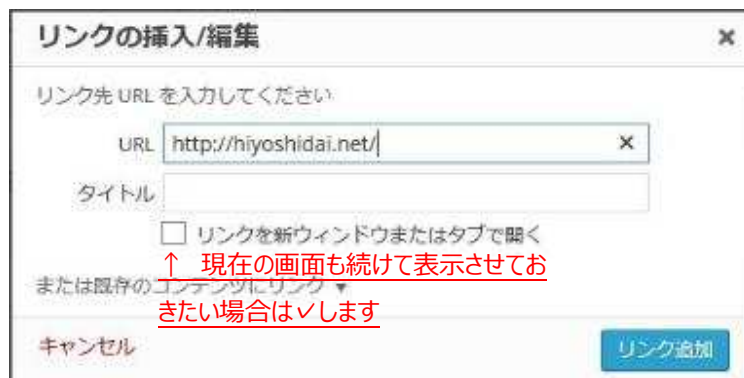 リンクの挿入/編集 ×
リンク先 URL を入力してください
URL http://hiyoshidai.net/ ×
タイトル
リンクを新ウィンドウまたはタブで開く
↑ 現在の画面も続けて表示させてお
または既存のコンテンツにリンク ▼
きたい場合は✓します
キャンセル リンク追加